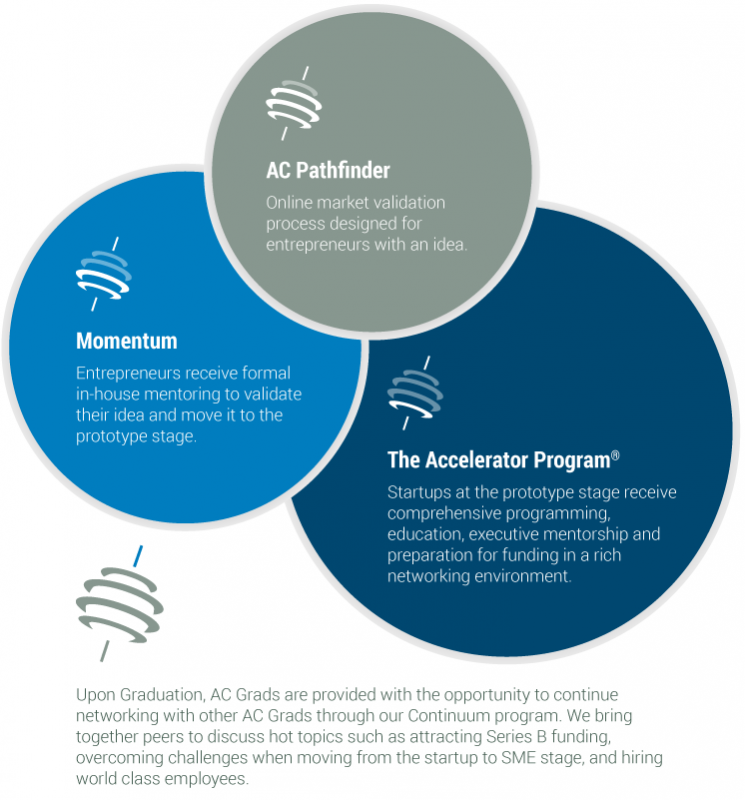 AC Pathfinder
Online market validation
process designed for
entrepreneurs with an idea.
Momentum
Entrepreneurs receive formal
in-house mentoring to validate
their idea and move it to the
prototype stage.
The Accelerator Program®
Startups at the prototype stage receive
comprehensive programming,
education, executive mentorship and
preparation for funding in a rich
networking environment.
Upon Graduation, AC Grads are provided with the opportunity to continue
networking with other AC Grads through our Continuum program. We bring
together peers to discuss hot topics such as attracting Series B funding,
overcoming challenges when moving from the startup to SME stage, and hiring
world class employees.